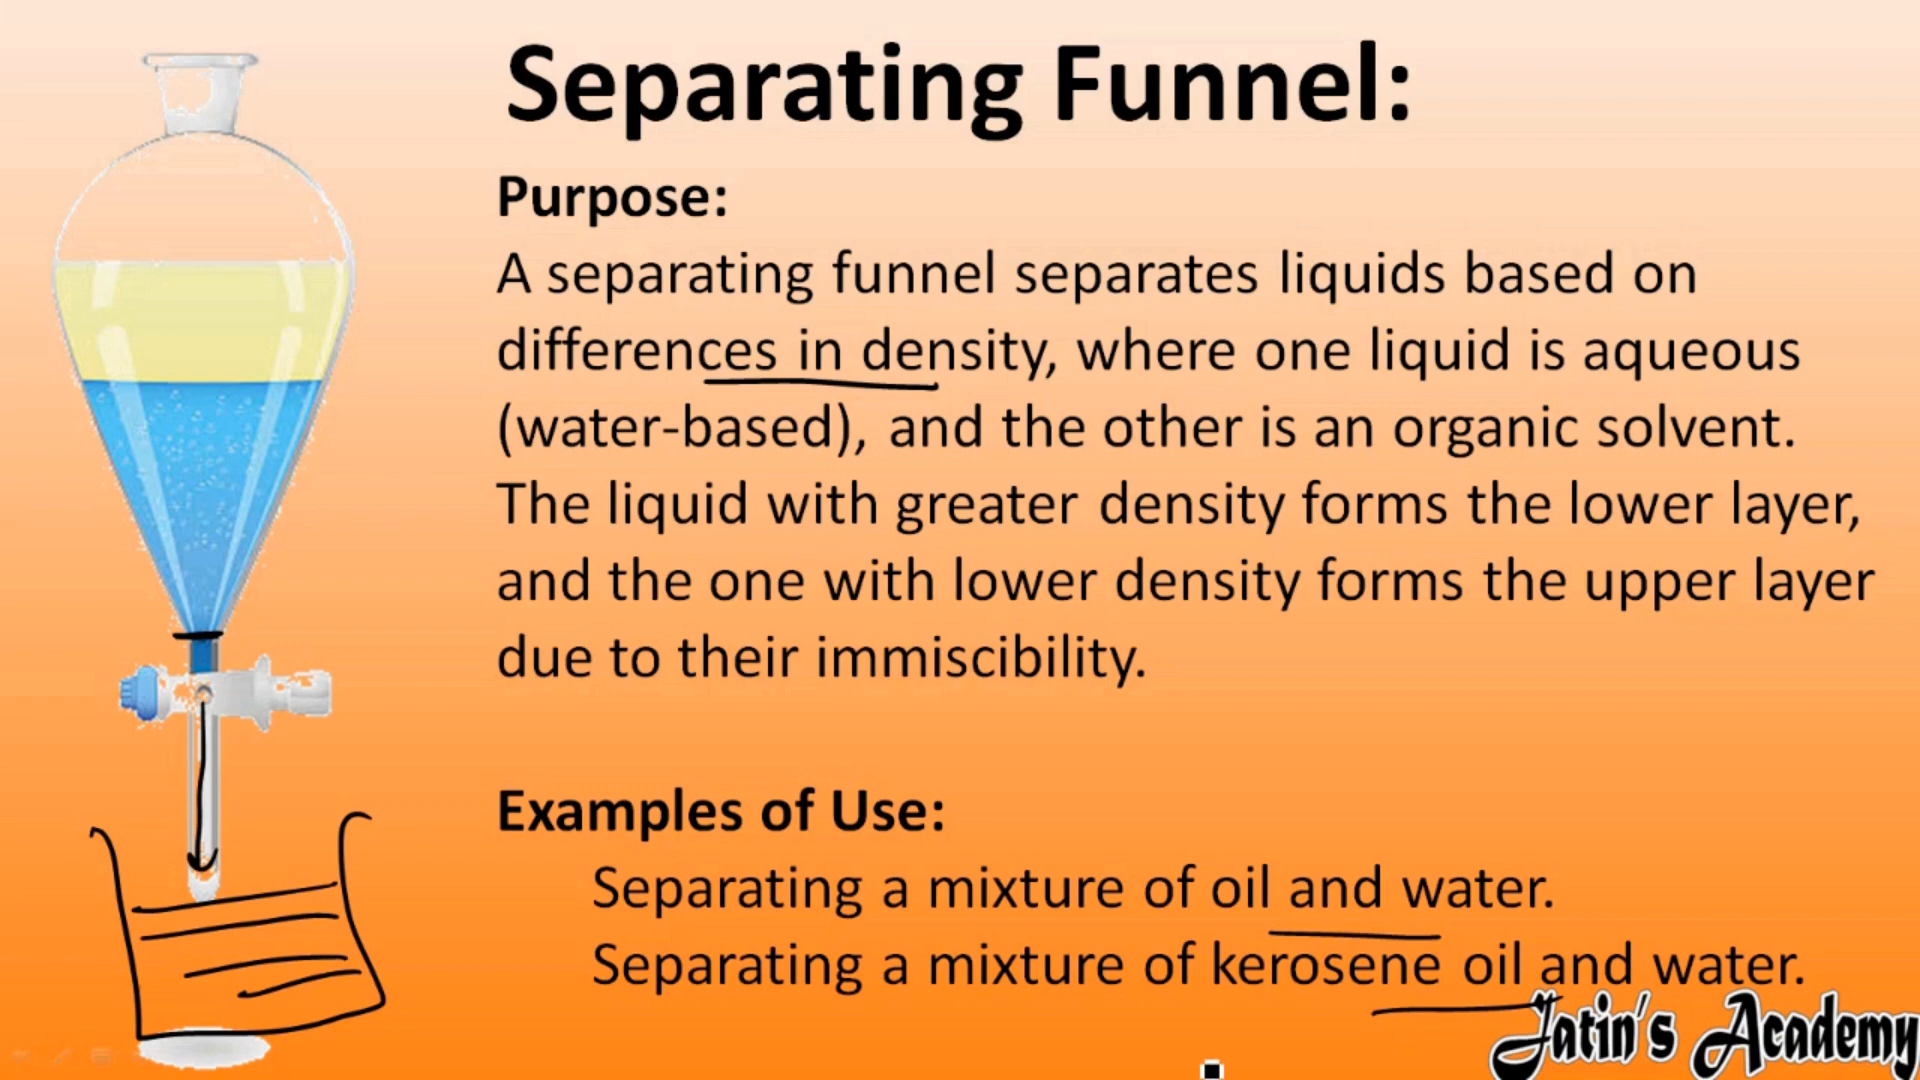 Separating Funnel:
Purpose:
A separating funnel separates liquids based on
differences in density, where one liquid is aqueous
(water-based), and the other is an organic solvent.
The liquid with greater density forms the lower layer,
and the one with lower density forms the upper layer
due to their immiscibility.
Examples of Use:
Separating a mixture of oil and water.
Separating a mixture of kerosene oil and water.
Jatin's Academy